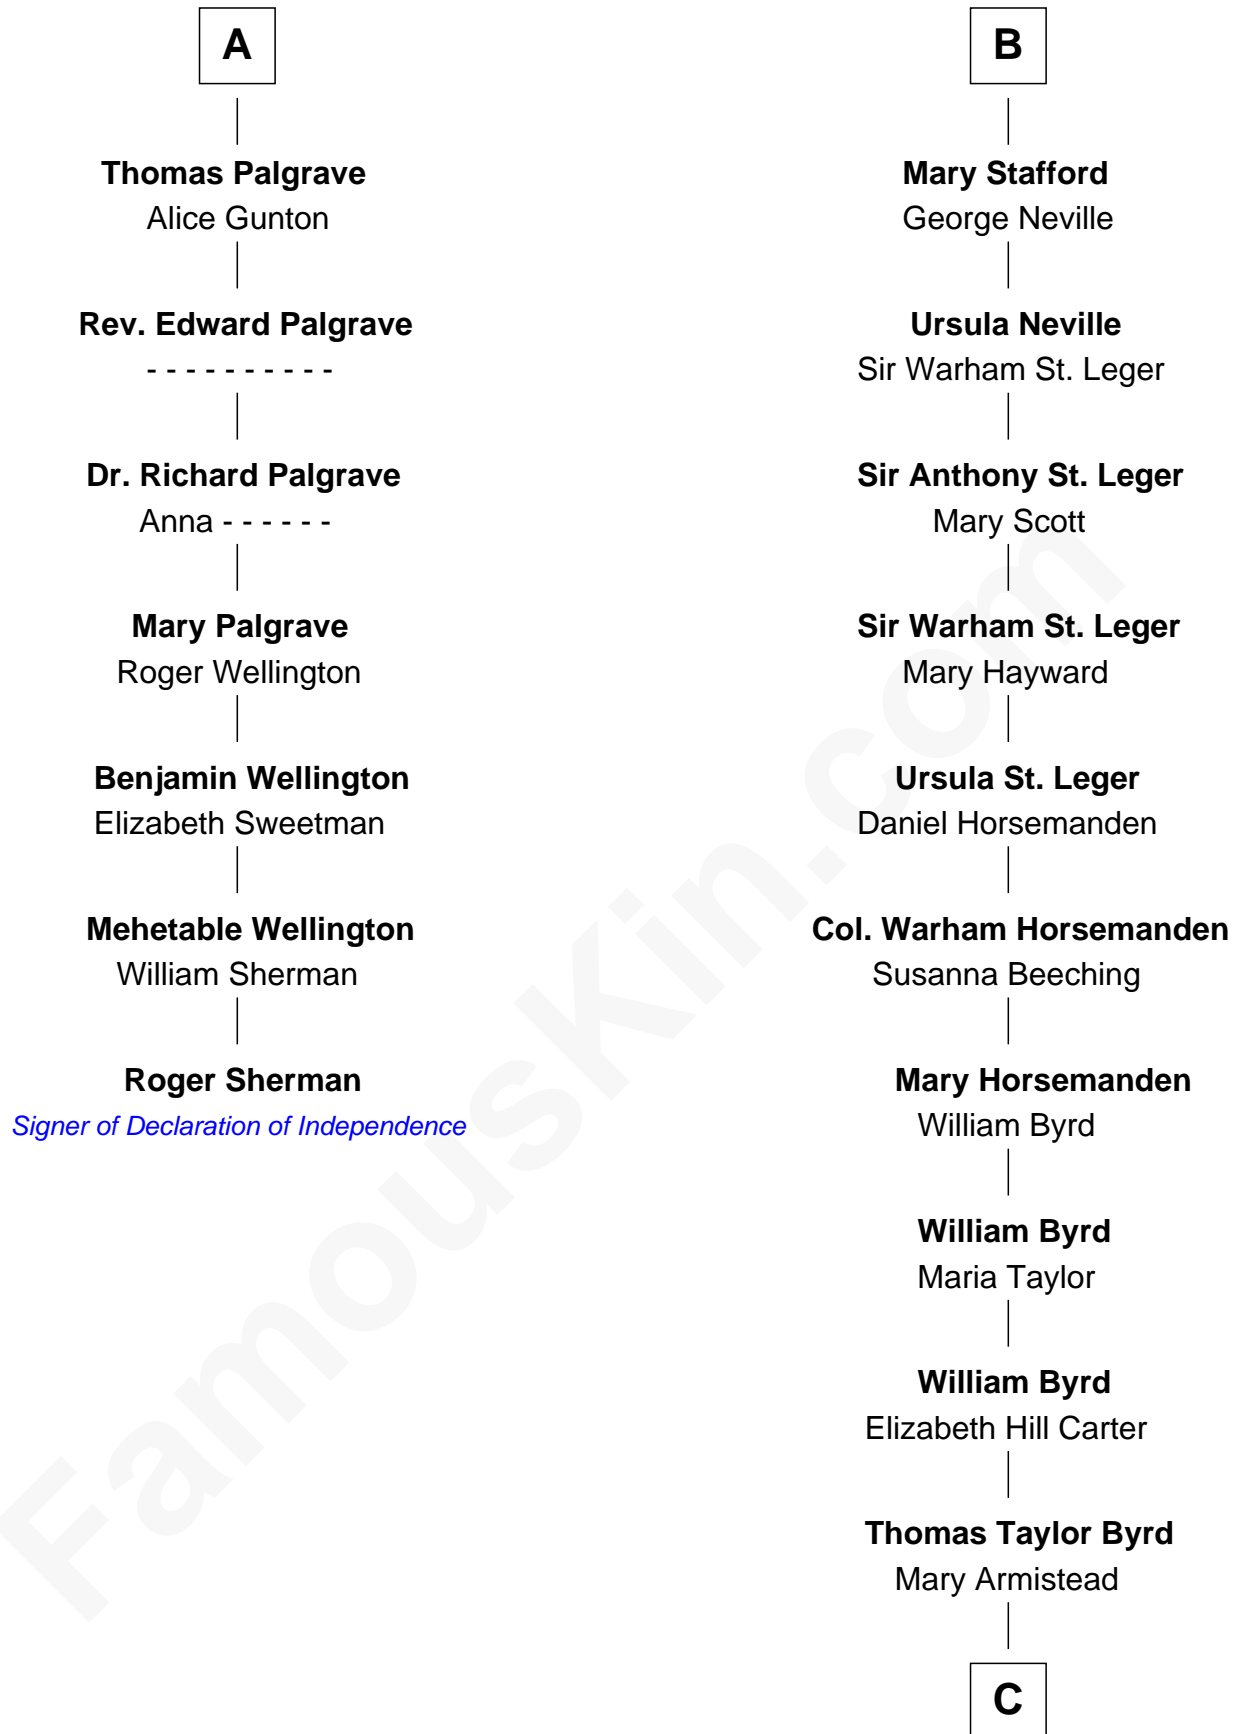 A
Thomas Palgrave
Alice Gunton
Rev. Edward Palgrave
- - - - - - - - - -
Dr. Richard Palgrave
Anna - - - - - -
Mary Palgrave
Roger Wellington
Benjamin Wellington
Elizabeth Sweetman
Mehetable Wellington
William Sherman
Roger Sherman
Signer of Declaration of Independence
B
Mary Stafford
George Neville
Ursula Neville
Sir Warham St. Leger
Sir Anthony St. Leger
Mary Scott
Sir Warham St. Leger
Mary Hayward
Ursula St. Leger
Daniel Horsemanden
Col. Warham Horsemanden
Susanna Beeching
Mary Horsemanden
William Byrd
William Byrd
Maria Taylor
William Byrd
Elizabeth Hill Carter
Thomas Taylor Byrd
Mary Armistead
C
FamousKin.com